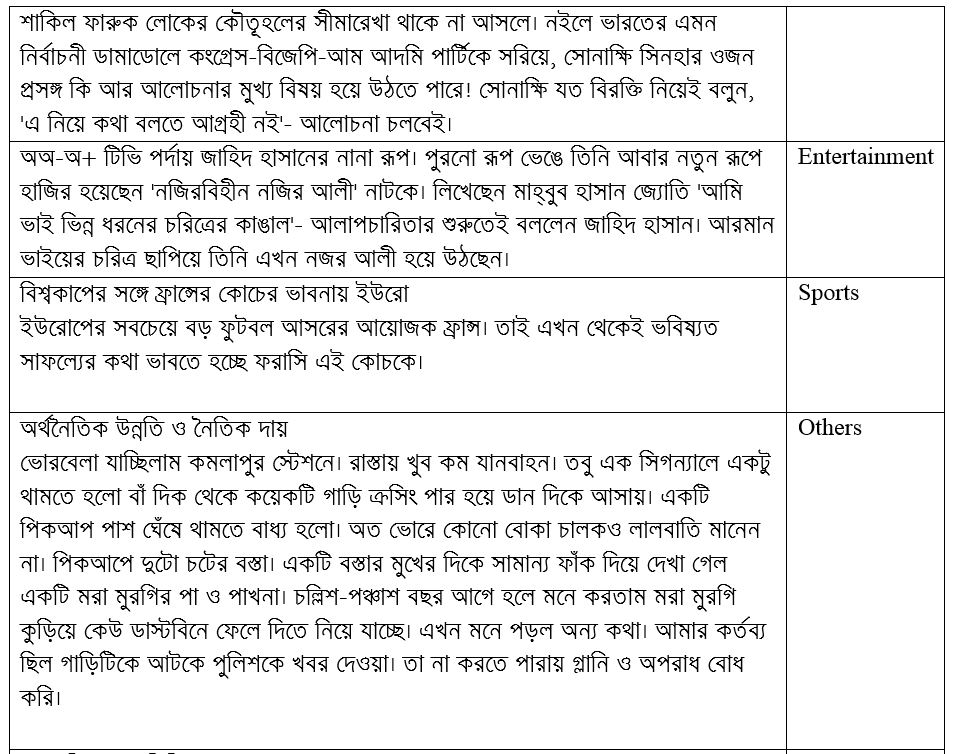 শাকিল ফারুক লোকের কৌতূহলের সীমারেখা থাকে না আসলে। নইলে ভারতের এমন
নির্বাচনী ডামাডোলে কংগ্রেস-বিজেপি-আম আদমি পার্টিকে সরিয়ে, সোনাক্ষি সিনহার ওজন
প্রসঙ্গ কি আর আলোচনার মুখ্য বিষয় হয়ে উঠতে পারে! সোনাক্ষি যত বিরক্তি নিয়েই বলুন,
'এ নিয়ে কথা বলতে আগ্রহী নই'- আলোচনা চলবেই।
অঅ-অ+ টিভি পর্দায় জাহিদ হাসানের নানা রূপ। পুরনো রূপ ভেঙে তিনি আবার নতুন রূপে
হাজির হয়েছেন 'নজিরবিহীন নজির আলী' নাটকে। লিখেছেন মাহ্‌বুব হাসান জ্যোতি 'আমি
ভাই ভিন্ন ধরনের চরিত্রের কাঙাল'- আলাপচারিতার শুরুতেই বললেন জাহিদ হাসান। আরমান
ভাইয়ের চরিত্র ছাপিয়ে তিনি এখন নজর আলী হয়ে উঠছেন।
Entertainment
বিশ্বকাপের সঙ্গে ফ্রান্সের কোচের ভাবনায় ইউরো
ইউরোপের সবচেয়ে বড় ফুটবল আসরের আয়োজক ফ্রান্স। তাই এখন থেকেই ভবিষ্যত
সাফল্যের কথা ভাবতে হচ্ছে ফরাসি এই কোচকে।
Sports
অর্থনৈতিক উন্নতি ও নৈতিক দায়
ভোরবেলা যাচ্ছিলাম কমলাপুর স্টেশনে। রাস্তায় খুব কম যানবাহন। তবু এক সিগন্যালে একটু
থামতে হলো বাঁ দিক থেকে কয়েকটি গাড়ি ক্রসিং পার হয়ে ডান দিকে আসায়। একটি
পিকআপ পাশ ঘেঁষে থামতে বাধ্য হলো। অত ভোরে কোনো বোকা চালকও লালবাতি মানেন
না। পিকআপে দুটো চটের বস্তা। একটি বস্তার মুখের দিকে সামান্য ফাঁক দিয়ে দেখা গেল
একটি মরা মুরগির পা ও পাখনা। চল্লিশ-পঞ্চাশ বছর আগে হলে মনে করতাম মরা মুরগি
কুড়িয়ে কেউ ডাস্টবিনে ফেলে দিতে নিয়ে যাচ্ছে। এখন মনে পড়ল অন্য কথা। আমার কর্তব্য
ছিল গাড়িটিকে আটকে পুলিশকে খবর দেওয়া। তা না করতে পারায় গ্লানি ও অপরাধ বোধ
করি।
Others